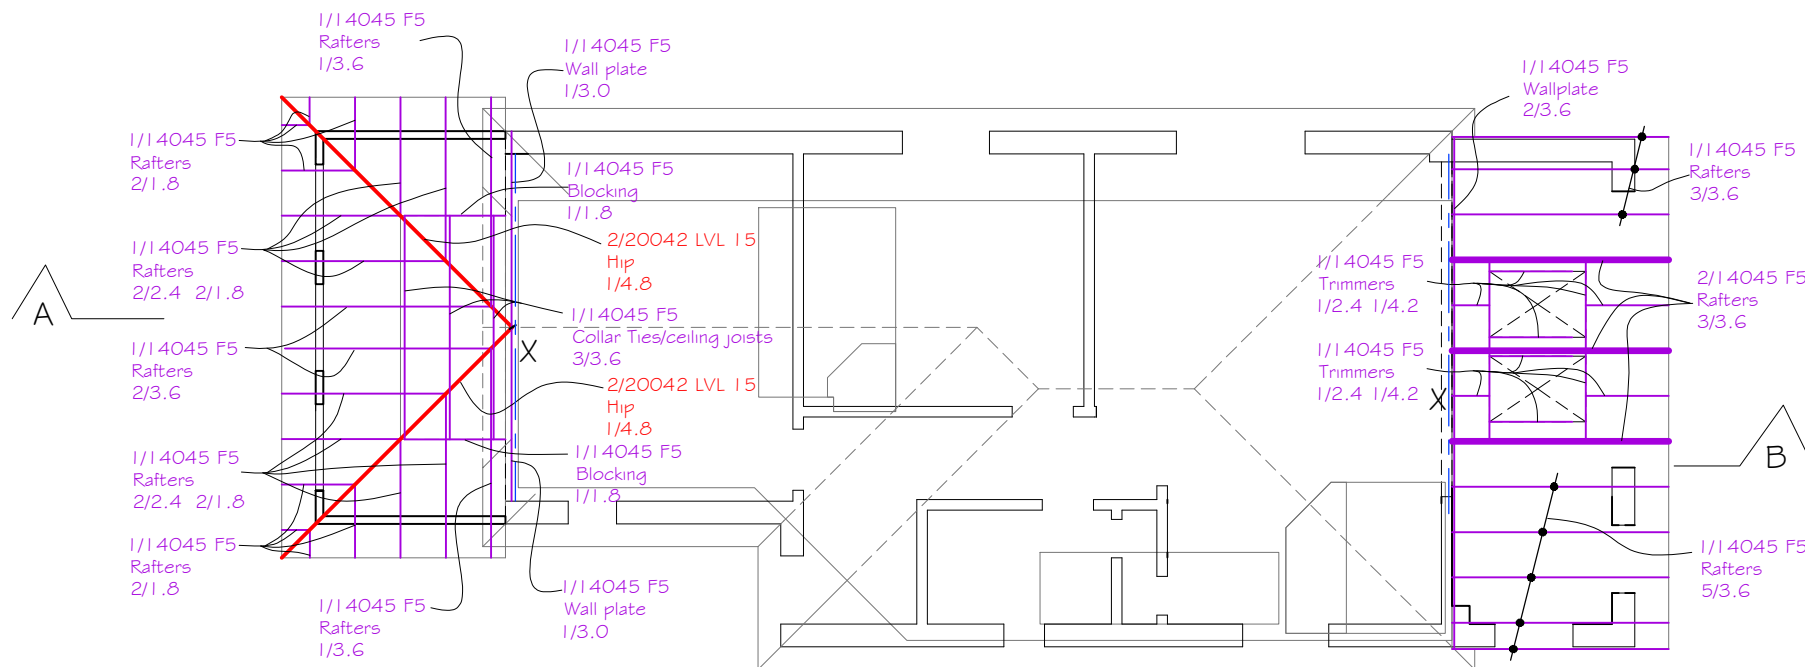 1/14045 F5
Rafters
1/3.6
1/14045 F5
Wall plate
1/3.0
1/14045 F5
Rafters
2/1.8
1/14045 F5
Blocking
1/1.8
1/14045 F5
Rafters
2/2.4 2/1.8
2/20042 LVL 15
Hip
1/4.8
A
1/14045 F5
Collar Ties/ceiling joists
3/3.6
X
1/14045 F5
Rafters
2/3.6
2/20042 LVL 15
Hip
1/4.8
1/14045 F5
Rafters
2/2.4 2/1.8
1/14045 F5
Blocking
1/1.8
1/14045 F5
Rafters
2/1.8
1/14045 F5
Rafters
1/3.6
1/14045 F5
Wall plate
1/3.0
1/14045 F5
Wallplate
2/3.6
1/14045 F5
Rafters
3/3.6
1/14045 F5
Trimmers
1/2.4 1/4.2
2/14045 F5
Rafters
3/3.6
1/14045 F5
Trimmers
1/2.4 1/4.2
X
B
1/14045 F5
Rafters
5/3.6